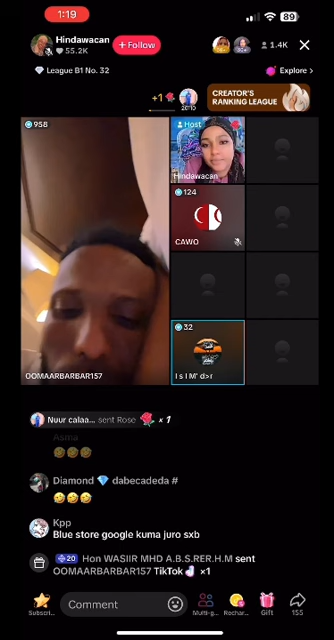 1:19
89
Hindawacan
55.2K
+ Follow
1.4K
League B1 No. 32
Explore >
+1
CREATOR'S
RANKING LEAGUE
958
Host
Hindawacan
124
CAWO
32
OOMAARBARBAR157
Nuur calaa... sent Rose x 1
Asma
Diamond 💎 dabecadeda #
🤣🤣🤣
Kpp
Blue store google kuma juro sxb
20 Hon WASIIR MHD A.B.S.RER.H.M sent
OOMAARBARBAR157 TikTok x1
Subscri...
Comment
Multi-g...
Rechar...
Gift
155